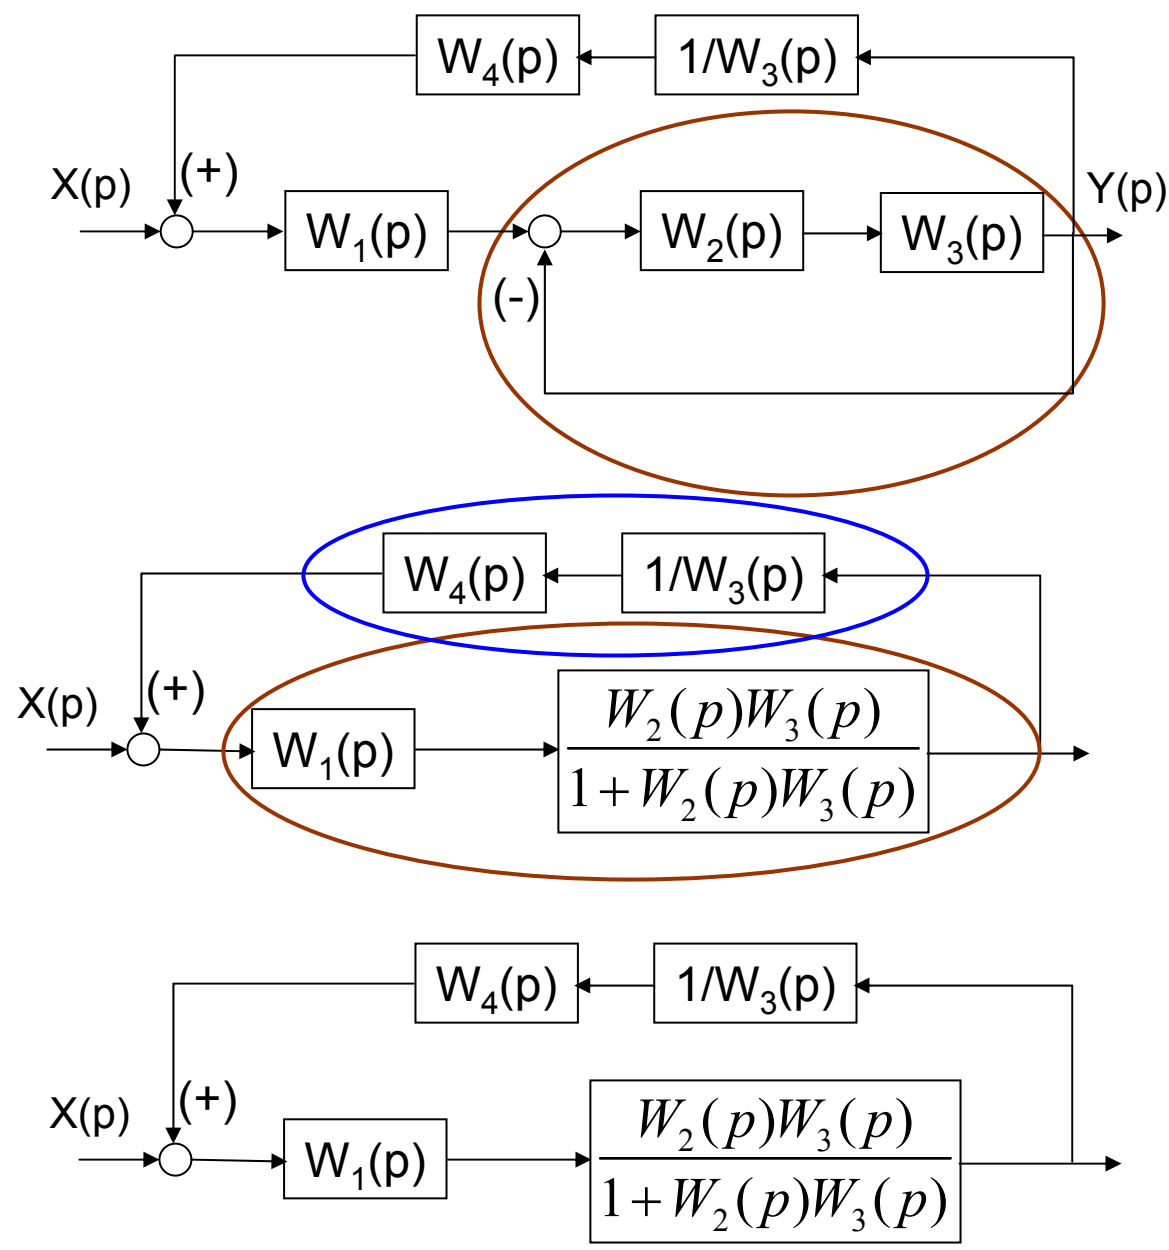 W₄(p) 1/W₃(p)
X(p) (+) Y(p)
W₁(p) W₂(p) W₃(p)
(-)
W₄(p) 1/W₃(p)
X(p) (+)
W₁(p)
W₂(p)W₃(p)
1+W₂(p)W₃(p)
W₄(p) 1/W₃(p)
X(p) (+)
W₁(p)
W₂(p)W₃(p)
1+W₂(p)W₃(p)